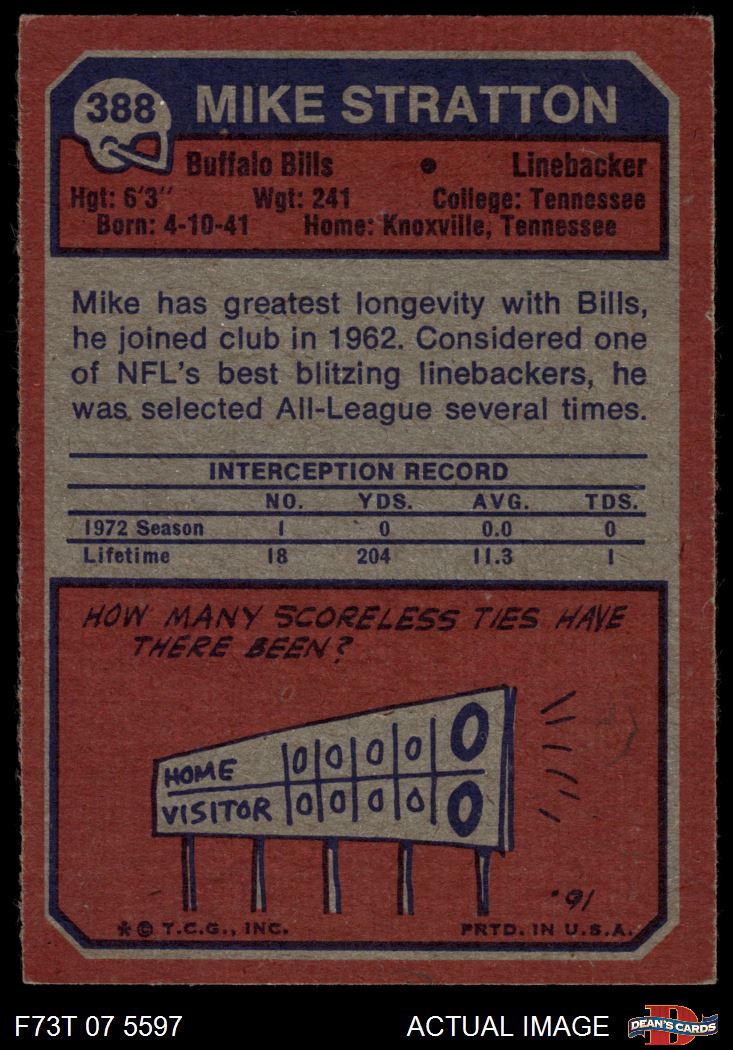 388 MIKE STRATTON
Buffalo Bills • Linebacker
Hgt: 6'3" Wgt: 241 College: Tennessee
Born: 4-10-41 Home: Knoxville, Tennessee
Mike has greatest longevity with Bills,
he joined club in 1962. Considered one
of NFL's best blitzing linebackers, he
was selected All-League several times.
INTERCEPTION RECORD
NO. YDS. AVG. TDS.
1972 Season 1 0 0.0 0
Lifetime 18 204 11.3 1
HOW MANY SCORELESS TIES HAVE
THERE BEEN?
HOME 0 0 0 0 0
VISITOR 0 0 0 0 0
'91
* © T.C.G., INC. PRTD. IN U.S.A.
F73T 07 5597 ACTUAL IMAGE D DEAN'S CARDS